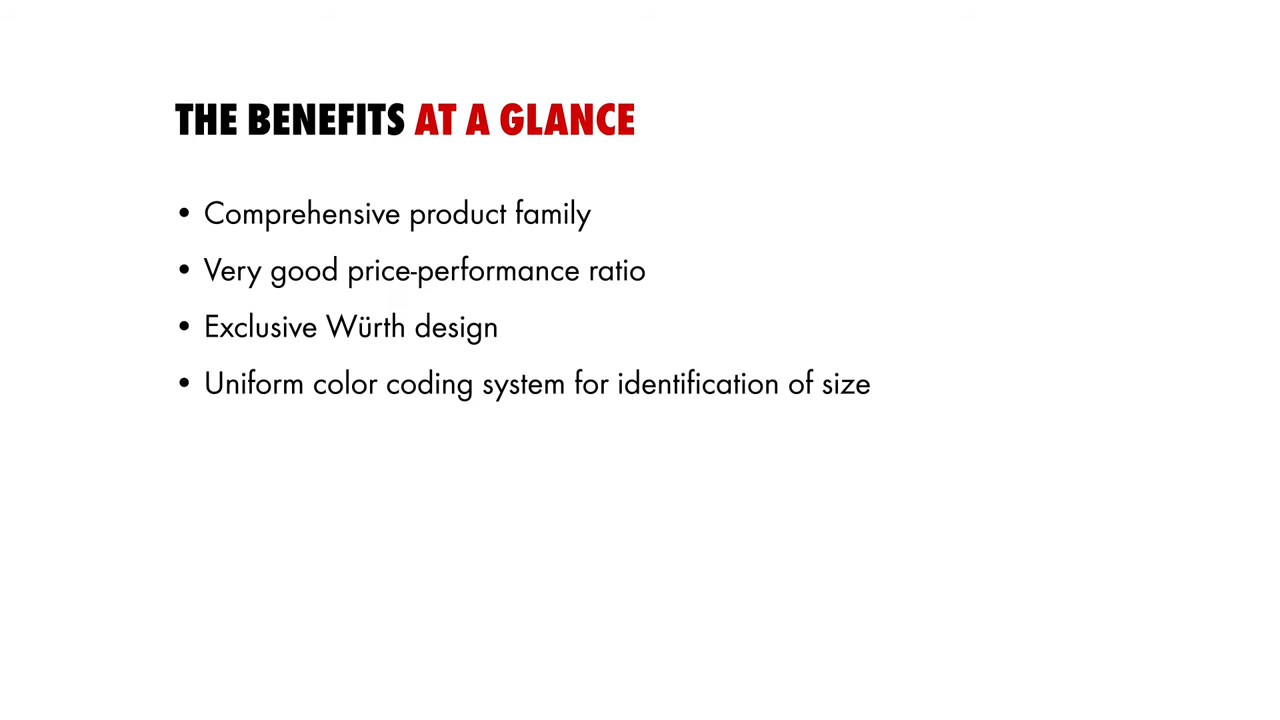 THE BENEFITS AT A GLANCE
• Comprehensive product family
• Very good price-performance ratio
• Exclusive Würth design
• Uniform color coding system for identification of size